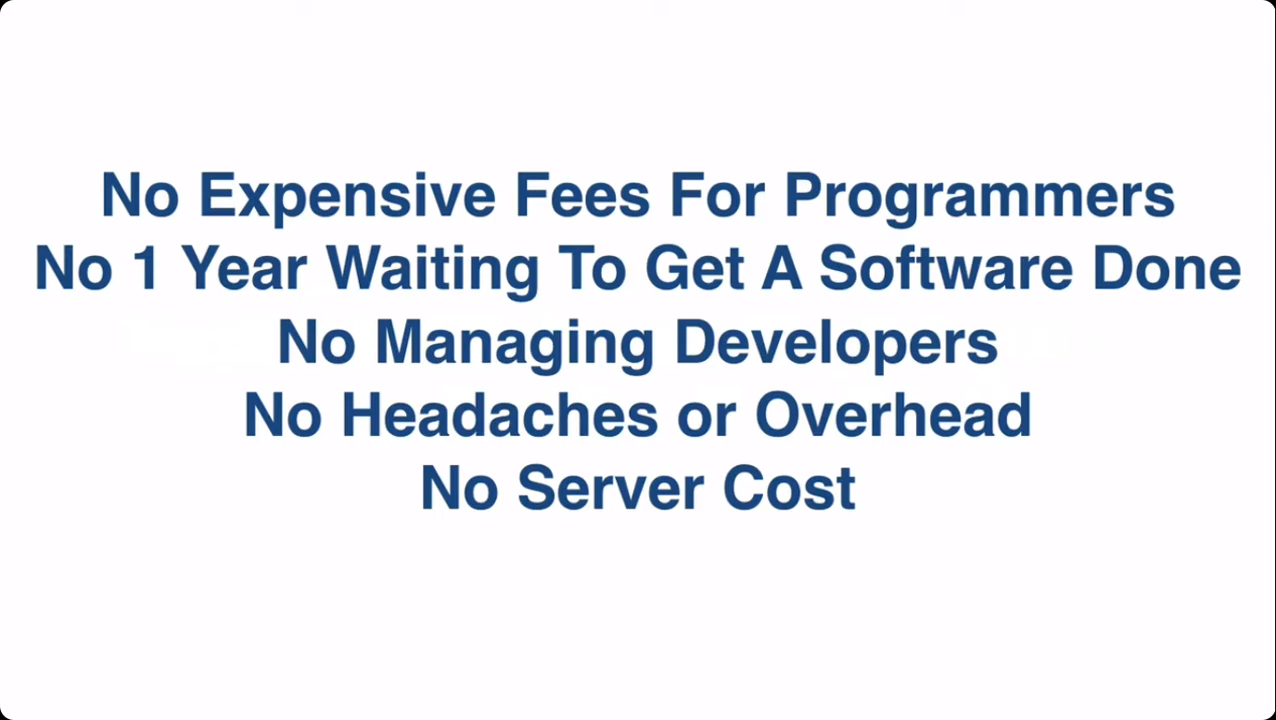 No Expensive Fees For Programmers
No 1 Year Waiting To Get A Software Done
No Managing Developers
No Headaches or Overhead
No Server Cost